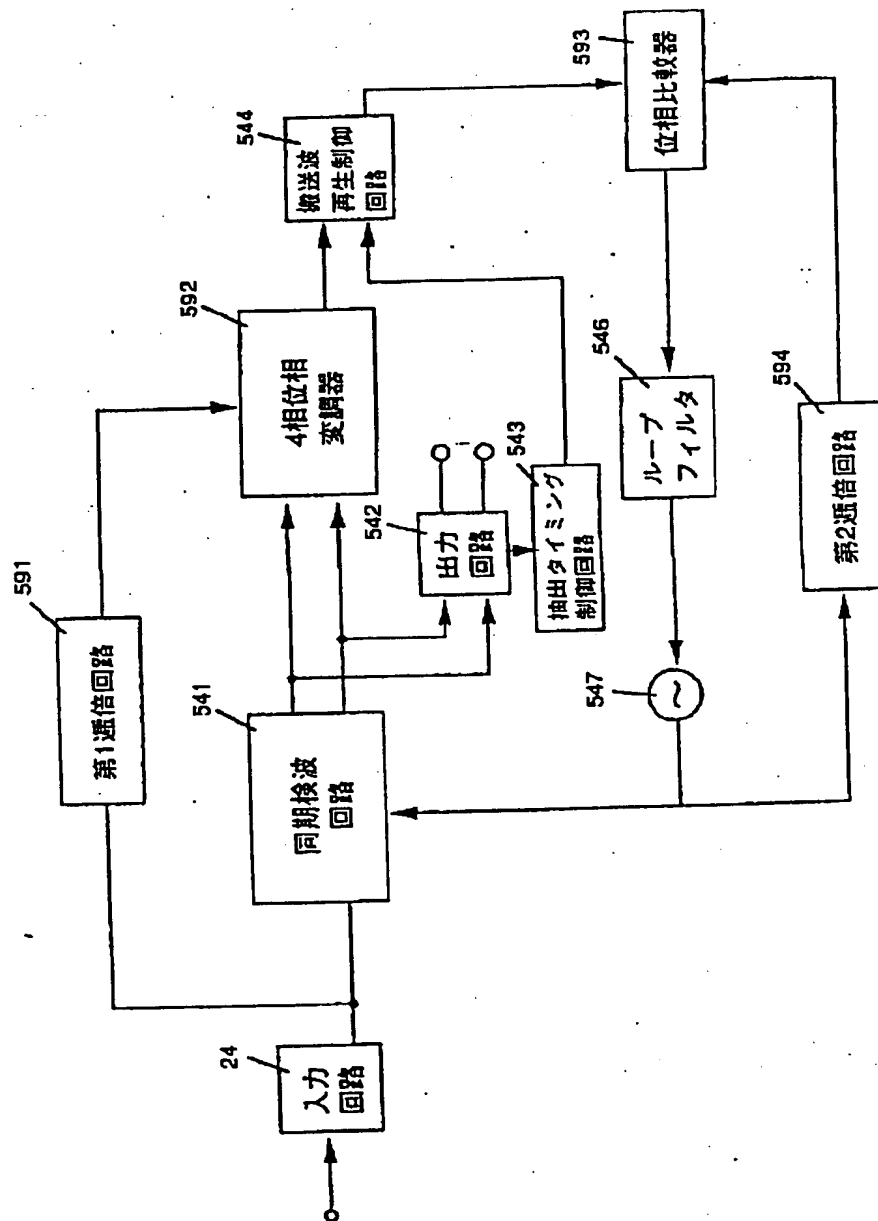 24
入力
回路
591
第1逓倍回路
541
同期検波
回路
592
4相位相
変調器
542
出力
回路
543
抽出タイミング
制御回路
544
搬送波
再生制御
回路
593
位相比較器
546
ループ
フィルタ
547
~
594
第2逓倍回路